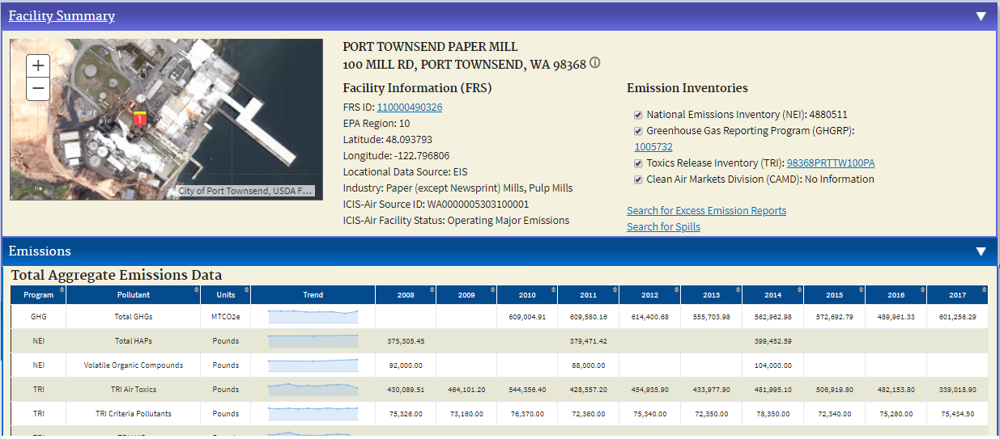 Facility Summary ▼
+
−
1
City of Port Townsend, USDA F...
PORT TOWNSEND PAPER MILL
100 MILL RD, PORT TOWNSEND, WA 98368
Facility Information (FRS)
FRS ID: 110000490326
EPA Region: 10
Latitude: 48.093793
Longitude: -122.796806
Locational Data Source: EIS
Industry: Paper (except Newsprint) Mills, Pulp Mills
ICIS-Air Source ID: WA0000005303100001
ICIS-Air Facility Status: Operating Major Emissions
Emission Inventories
National Emissions Inventory (NEI): 4880511
Greenhouse Gas Reporting Program (GHGRP):
1005732
Toxics Release Inventory (TRI): 98368PRTTW100PA
Clean Air Markets Division (CAMD): No Information
Search for Excess Emission Reports
Search for Spills
Emissions ▼
Total Aggregate Emissions Data
Program Pollutant Units Trend 2008 2009 2010 2011 2012 2013 2014 2015 2016 2017
GHG Total GHGs MTCO2e 609,004.91 609,580.16 614,400.68 555,703.98 562,962.98 572,692.79 489,961.33 601,256.29
NEI Total HAPs Pounds 375,305.45 379,471.42 399,452.59
NEI Volatile Organic Compounds Pounds 92,000.00 88,000.00 104,000.00
TRI TRI Air Toxics Pounds 430,089.51 464,101.20 544,356.40 428,557.20 454,935.90 433,977.90 481,995.10 506,919.80 482,153.80 339,018.90
TRI TRI Criteria Pollutants Pounds 75,326.00 73,160.00 76,370.00 72,360.00 75,340.00 72,350.00 78,350.00 72,340.00 75,280.00 75,434.50